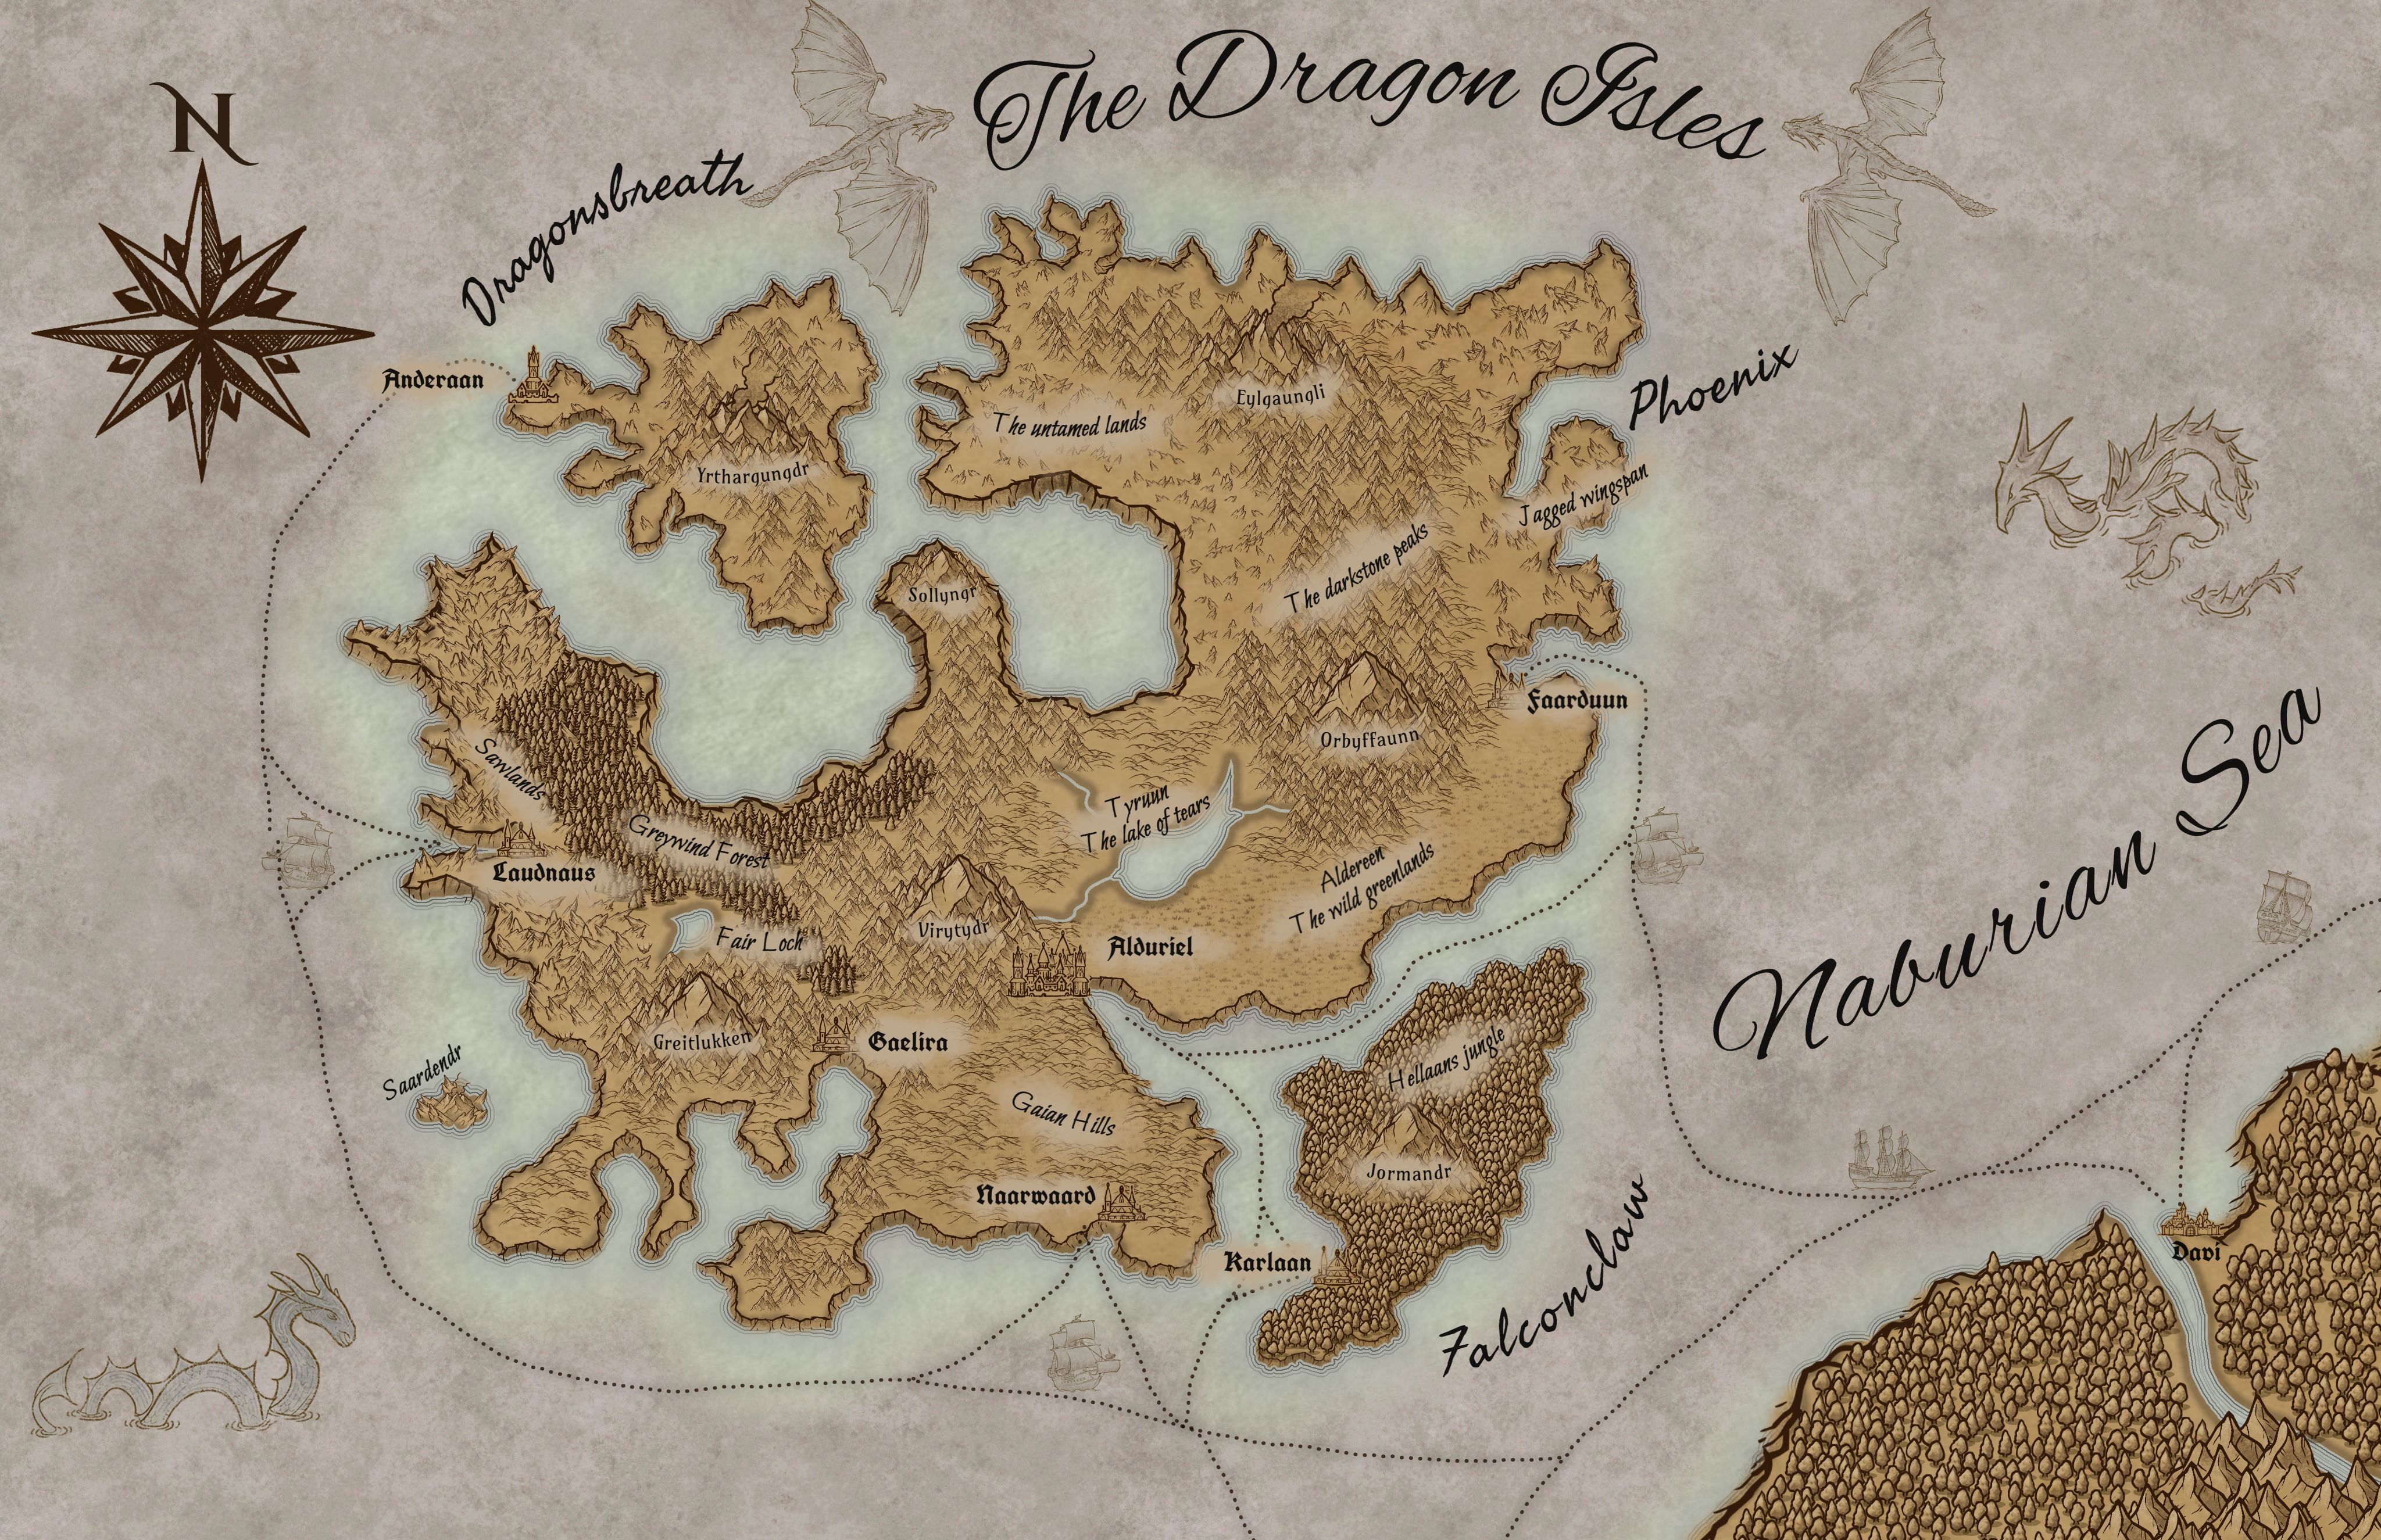 The Dragon Isles
N
Dragonsbreath
Phoenix
Anderaan
Eylgaungli
The untamed lands
Yrthargungdr
Jagged wingspan
The darkstone peaks
Sollyngr
Faarduun
Orbyffaunn
Sawlands
Tyruun
The lake of tears
Greywind Forest
Laudnaus
Aldereen
The wild greenlands
Naburian Sea
Fair Loch
Virytydr
Alduriel
Greitlukken
Gaelira
Hellaans jungle
Saardendr
Gaian Hills
Jormandr
Naarwaard
Karlaan
Davi
Falconclaw